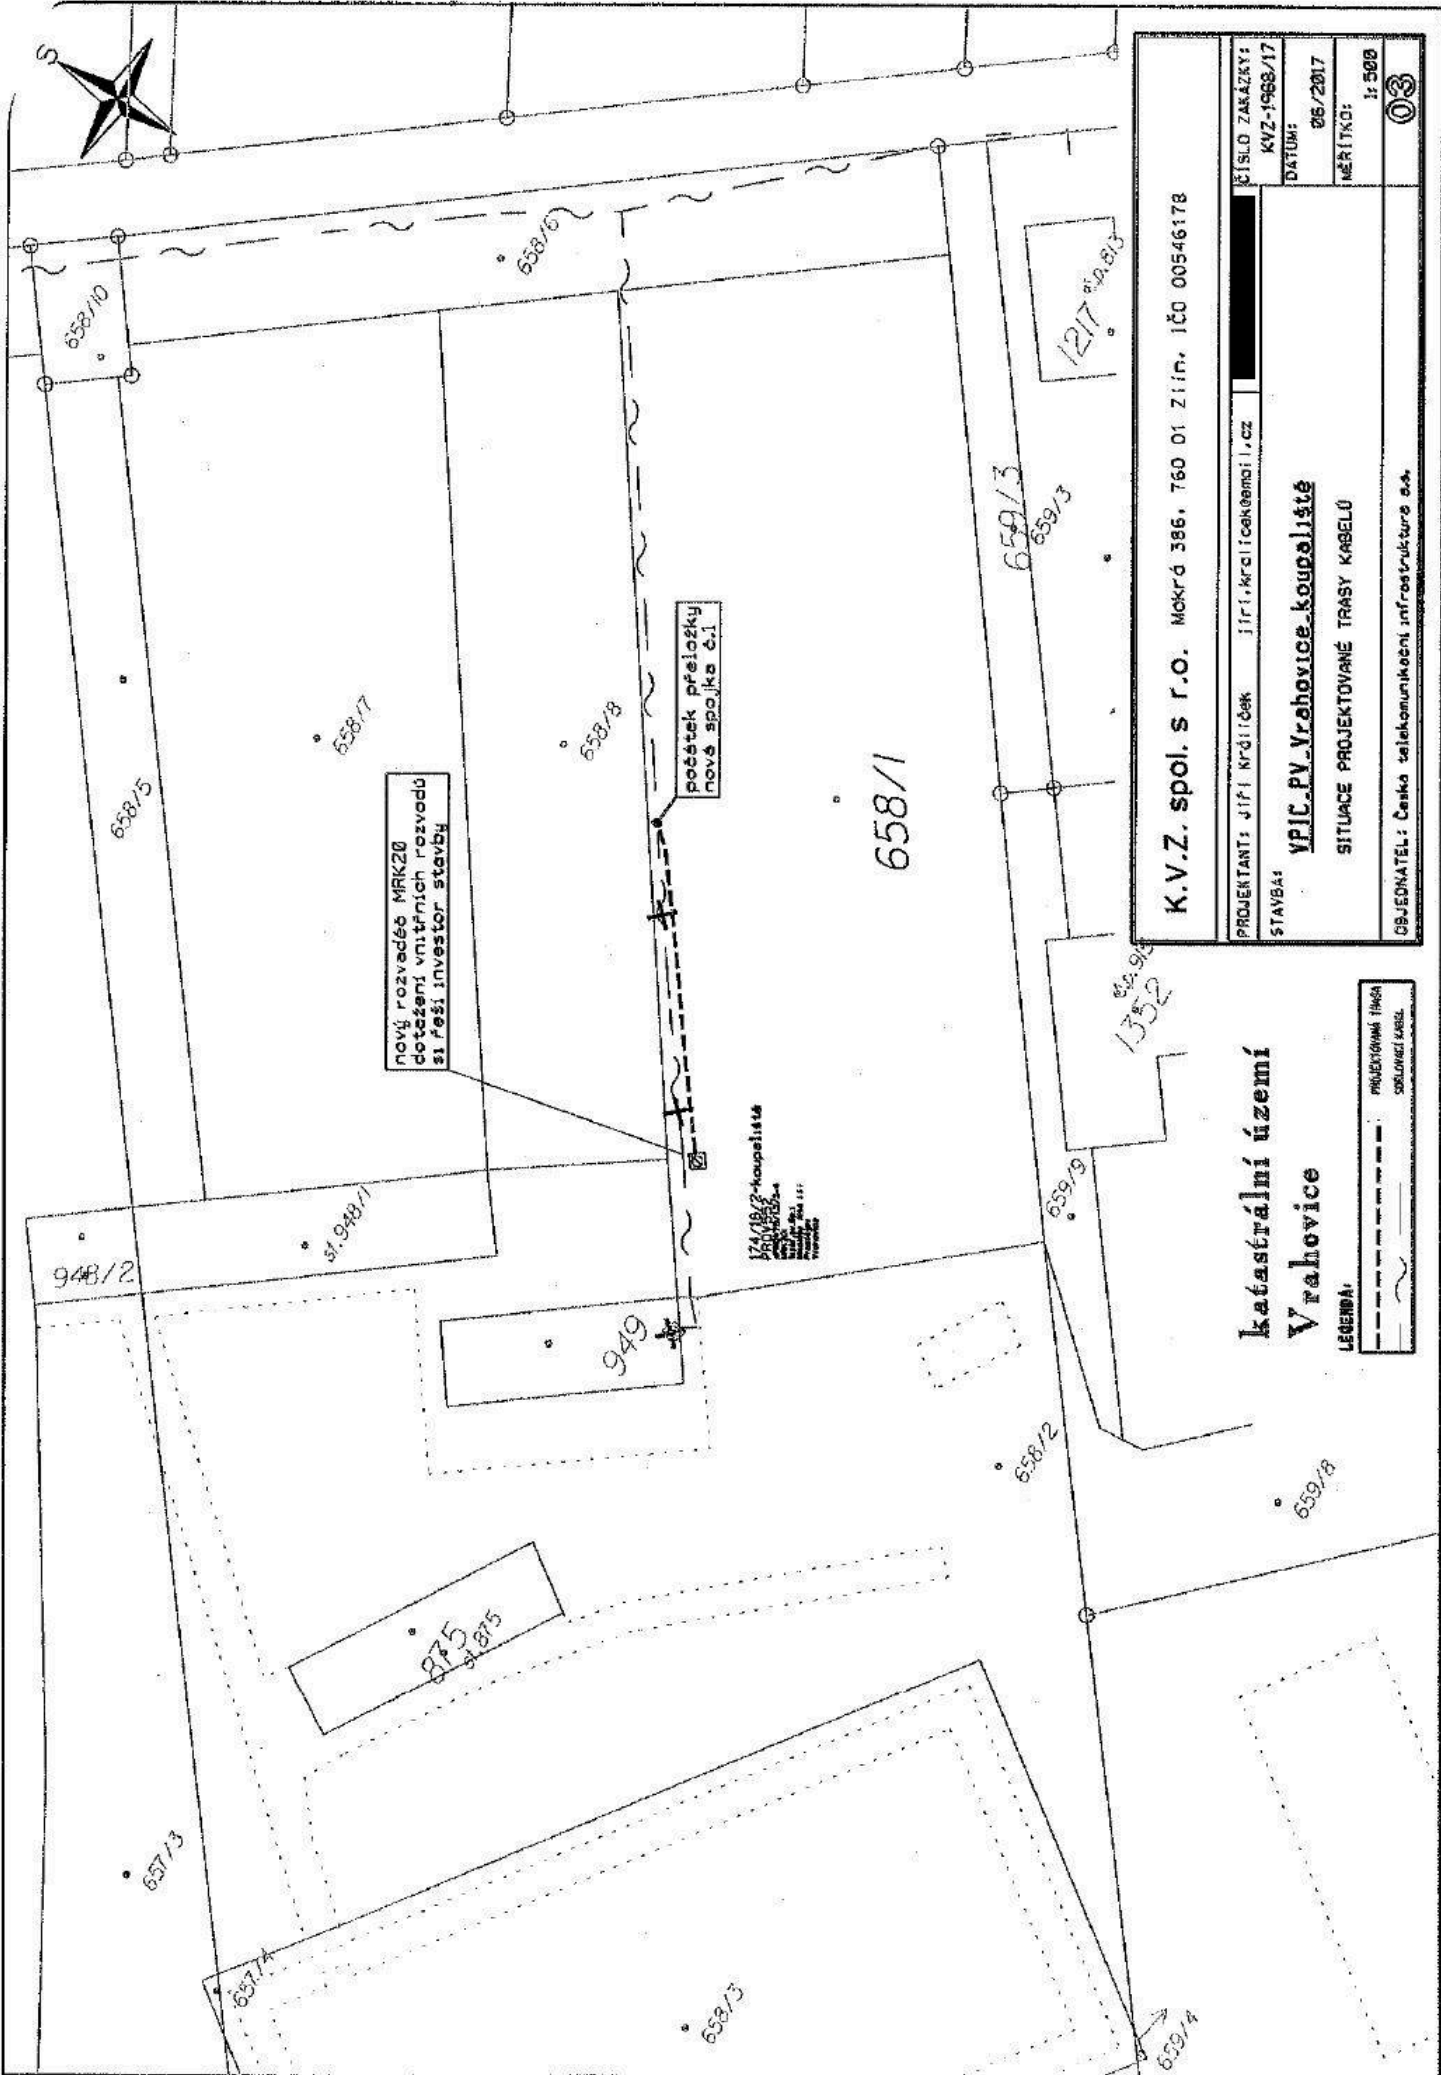 S
658/10
658/6
658/5
658/7
658/8
nový rozvaděč MRK20
dotažení vnitřních rozvodů
si řeší investor stavby
počátek přeložky
nová spojka č.1
658/1
659/3
659/3
1217
č.p.813
948/2
st.948/1
949
174/18/2-koupaliště
1352
659/9
658/2
659/8
875
st.875
657/3
657/4
658/3
659/4
katastrální území
Vrahovice
LEGENDA:
PROJEKTOVANÁ TRASA
SDĚLOVACÍ KABEL
K.V.Z. spol. s r.o. Mokrá 386, 760 01 Zlín, IČO 00546178
PROJEKTANT: Jiří Králíček jiri.kralicek@email.cz
ČÍSLO ZAKÁZKY:
KVZ-1968/17
DATUM:
06/2017
MĚŘÍTKO:
1:500
STAVBA:
VPIC_PV_Vrahovice_koupaliště
SITUACE PROJEKTOVANÉ TRASY KABELŮ
OBJEDNATEL: Česká telekomunikační infrastruktura a.s.
03